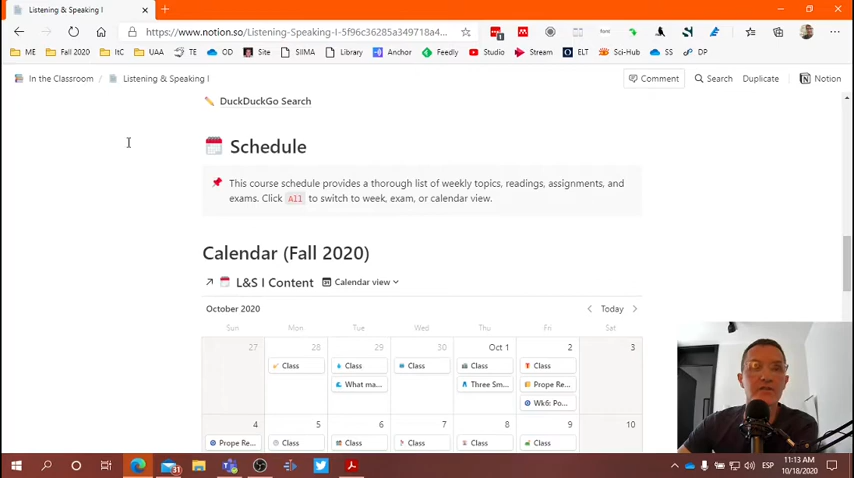 Listening & Speaking I
https://www.notion.so/Listening-Speaking-I-5f96c36285a349718a4...
ME
Fall 2020
ItC
UAA
TE
OD
Site
SIIMA
Library
Anchor
Feedly
Studio
Stream
ELT
Sci-Hub
SS
DP
In the Classroom / Listening & Speaking I
Comment
Search
Duplicate
Notion
DuckDuckGo Search
Schedule
This course schedule provides a thorough list of weekly topics, readings, assignments, and
exams. Click All to switch to week, exam, or calendar view.
Calendar (Fall 2020)
L&S I Content
Calendar view
October 2020
Today
Sun Mon Tue Wed Thu Fri Sat
27 28 29 30 Oct 1 2 3
Class Class Class Class Class
What ma... Three Sm... Prope Re...
Wk6: Po...
4 5 6 7 8 9 10
Prope Re... Class Class Class Class Class
31
ESP
11:13 AM
10/18/2020